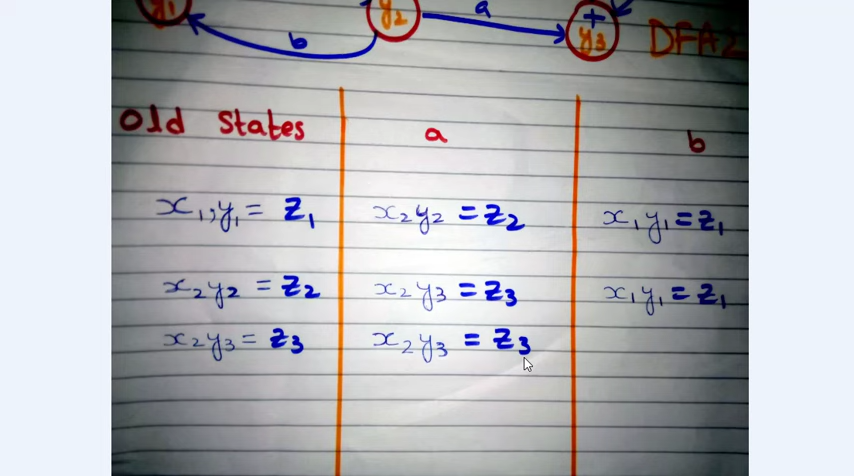 y1 y2 a y3 +
b
DFA2
Old States a b
x1,y1 = Z1 x2y2 = Z2 x1y1 = Z1
x2y2 = Z2 x2y3 = Z3 x1y1 = Z1
x2y3 = Z3 x2y3 = Z3